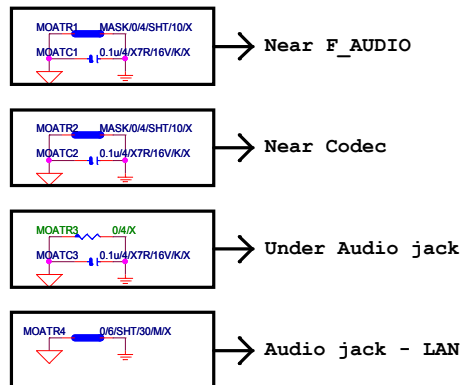 MOATR1 MASK/0/4/SHT/10/X
MOATC1 0.1u/4/X7R/16V/K/X
Near F_AUDIO
MOATR2 MASK/0/4/SHT/10/X
MOATC2 0.1u/4/X7R/16V/K/X
Near Codec
MOATR3 0/4/X
MOATC3 0.1u/4/X7R/16V/K/X
Under Audio jack
MOATR4 0/6/SHT/30/M/X
Audio jack - LAN